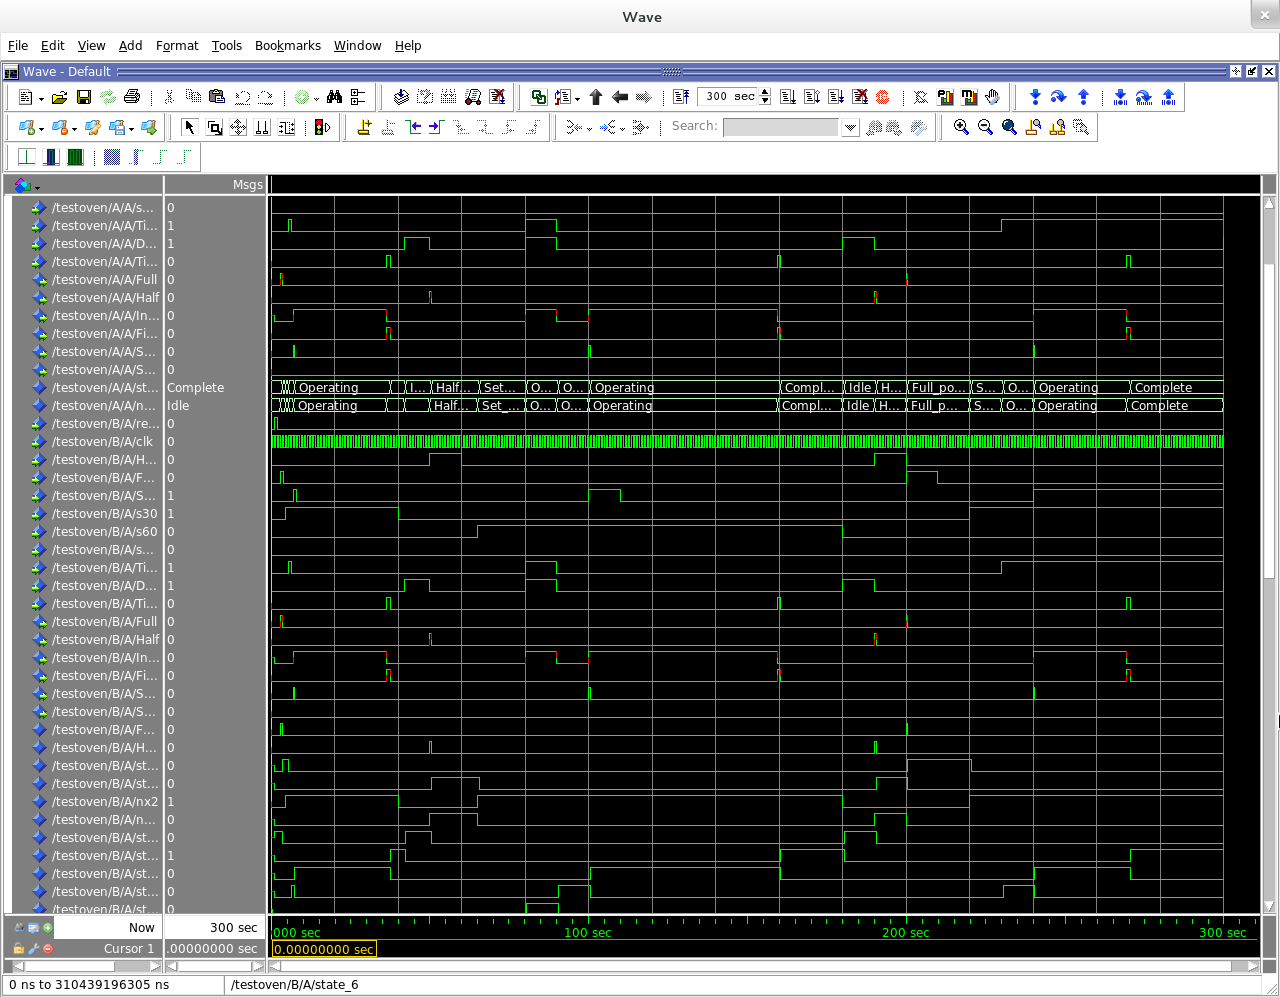 Wave
File Edit View Add Format Tools Bookmarks Window Help
Wave - Default
300 sec
Search:
Msgs
/testoven/A/A/s... 0
/testoven/A/A/Ti... 1
/testoven/A/A/D... 1
/testoven/A/A/Ti... 0
/testoven/A/A/Full 0
/testoven/A/A/Half 0
/testoven/A/A/In... 0
/testoven/A/A/Fi... 0
/testoven/A/A/S... 0
/testoven/A/A/S... 0
/testoven/A/A/st... Complete Operating I... Half... Set... O... O... Operating Compl... Idle H... Full_po... S... O... Operating Complete
/testoven/A/A/n... Idle Operating Half... Set_... O... O... Operating Compl... Idle H... Full_p... S... O... Operating Complete
/testoven/B/A/re... 0
/testoven/B/A/clk 0
/testoven/B/A/H... 0
/testoven/B/A/F... 0
/testoven/B/A/S... 1
/testoven/B/A/s30 1
/testoven/B/A/s60 0
/testoven/B/A/s... 0
/testoven/B/A/Ti... 1
/testoven/B/A/D... 1
/testoven/B/A/Ti... 0
/testoven/B/A/Full 0
/testoven/B/A/Half 0
/testoven/B/A/In... 0
/testoven/B/A/Fi... 0
/testoven/B/A/S... 0
/testoven/B/A/S... 0
/testoven/B/A/F... 0
/testoven/B/A/H... 0
/testoven/B/A/st... 0
/testoven/B/A/st... 0
/testoven/B/A/nx2 1
/testoven/B/A/n... 0
/testoven/B/A/st... 0
/testoven/B/A/st... 1
/testoven/B/A/st... 0
/testoven/B/A/st... 0
/testoven/B/A/st... 0
Now 300 sec 000 sec 100 sec 200 sec 300 sec
Cursor 1 .00000000 sec 0.00000000 sec
0 ns to 310439196305 ns /testoven/B/A/state_6